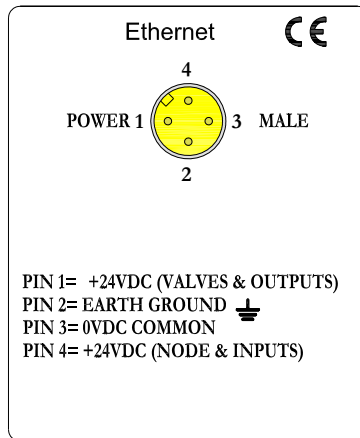 Ethernet CE
4
POWER 1 3 MALE
2
PIN 1= +24VDC (VALVES & OUTPUTS)
PIN 2= EARTH GROUND
PIN 3= 0VDC COMMON
PIN 4= +24VDC (NODE & INPUTS)